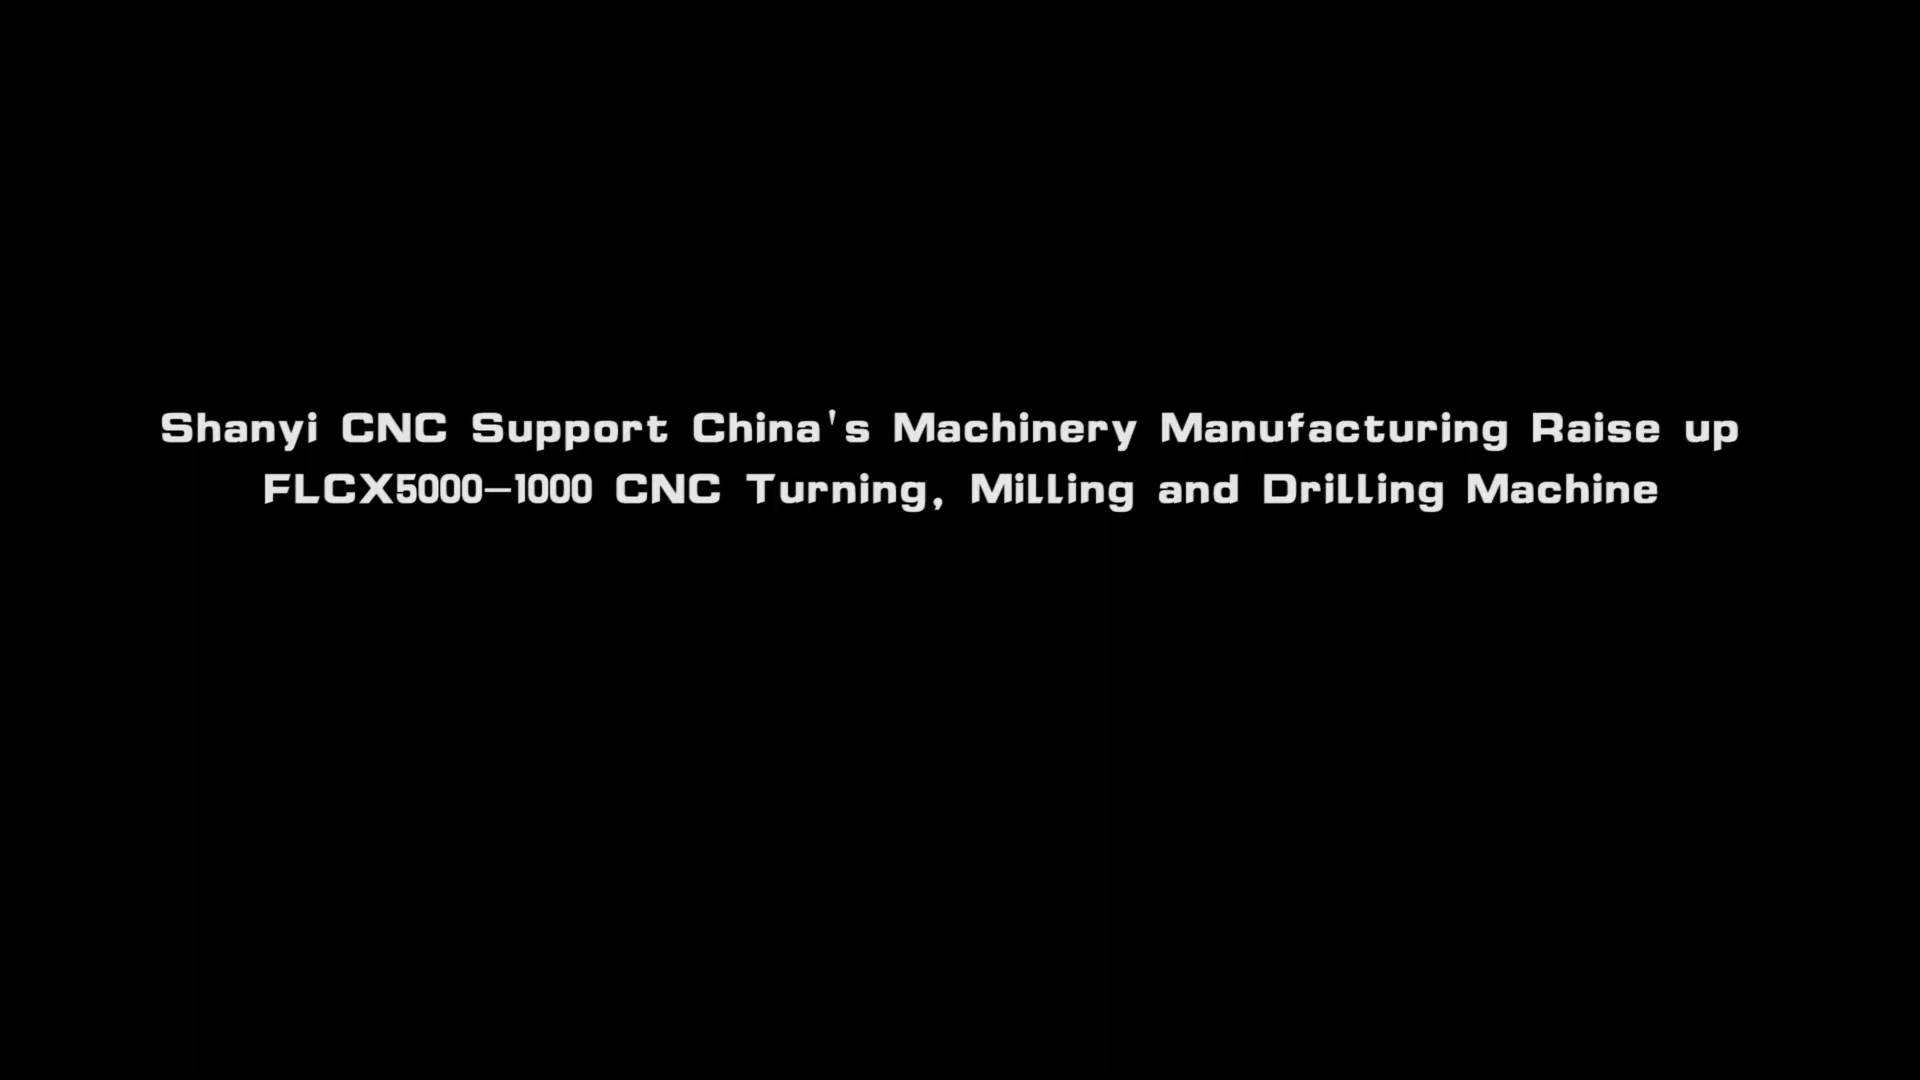 Shanyi CNC Support China's Machinery Manufacturing Raise up
FLCX5000-1000 CNC Turning, Milling and Drilling Machine